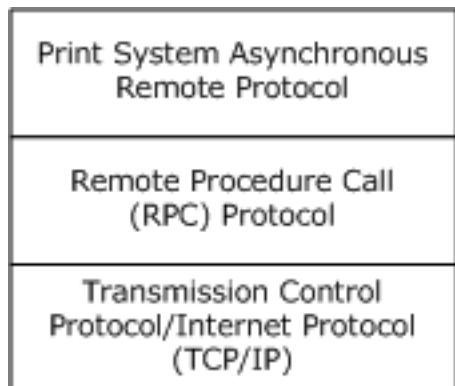 Print System Asynchronous
Remote Protocol
Remote Procedure Call
(RPC) Protocol
Transmission Control
Protocol/Internet Protocol
(TCP/IP)